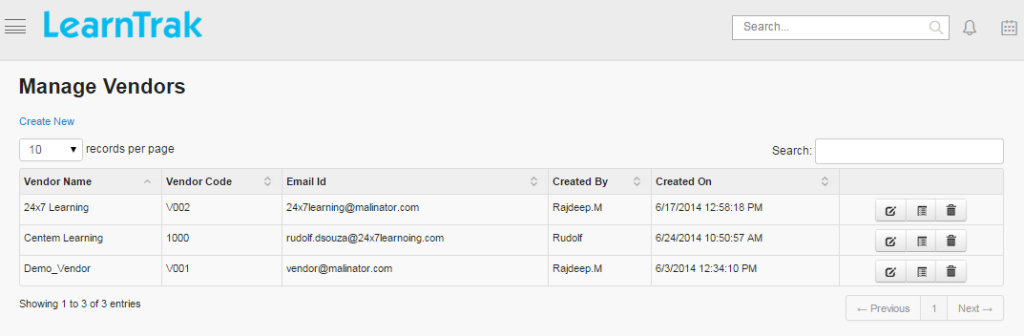 LearnTrak
Search...
Manage Vendors
Create New
10 records per page
Search:
Vendor Name Vendor Code Email Id Created By Created On
24x7 Learning V002 24x7learning@malinator.com Rajdeep.M 6/17/2014 12:58:18 PM
Centem Learning 1000 rudolf.dsouza@24x7learnoing.com Rudolf 6/24/2014 10:50:57 AM
Demo_Vendor V001 vendor@malinator.com Rajdeep.M 6/3/2014 12:34:10 PM
Showing 1 to 3 of 3 entries
← Previous 1 Next →